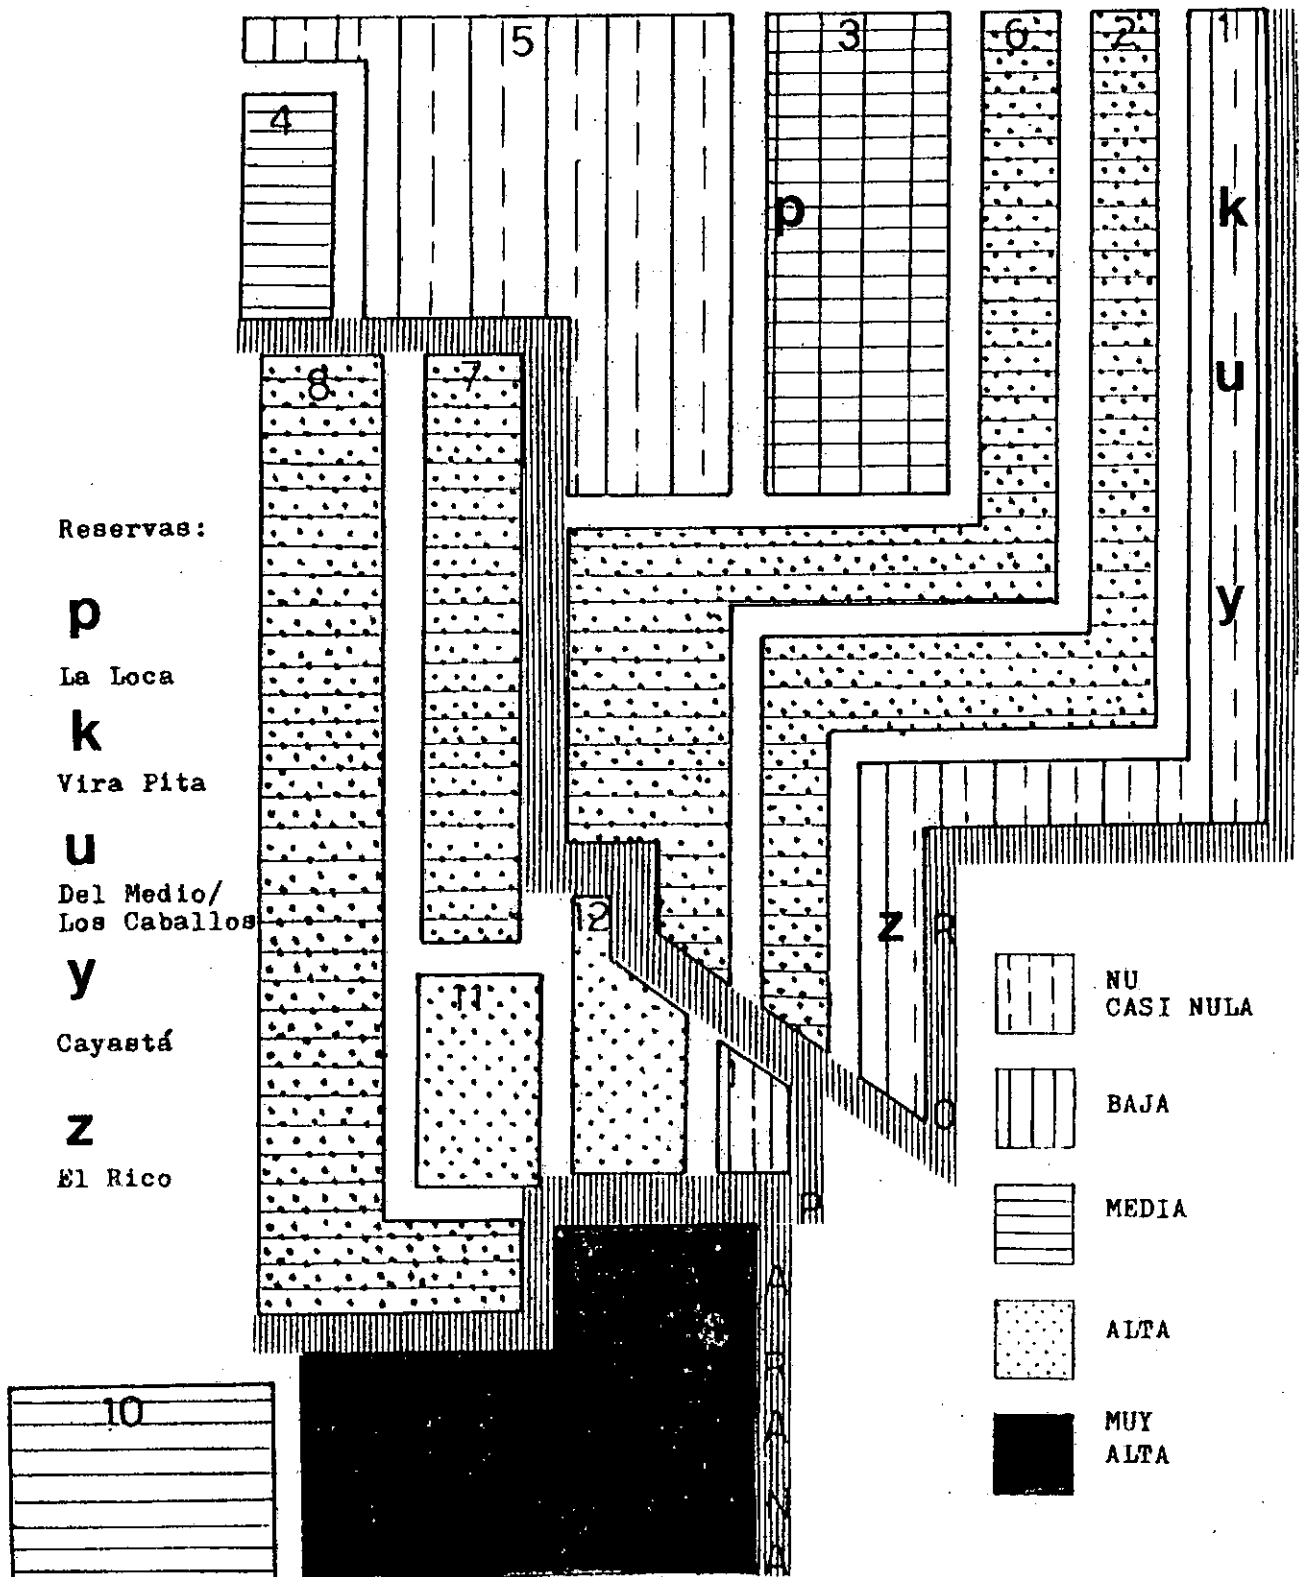 5
3
6
2
1
4
p
k
8
7
u
Reservas:
p
La Loca
k
Vira Pita
y
u
Del Medio/
Los Caballos
12
z
R
y
11
NU
CASI NULA
Cayastá
BAJA
O
z
El Rico
P
MEDIA
A
ALTA
R
10
A
MUY
ALTA
N
A